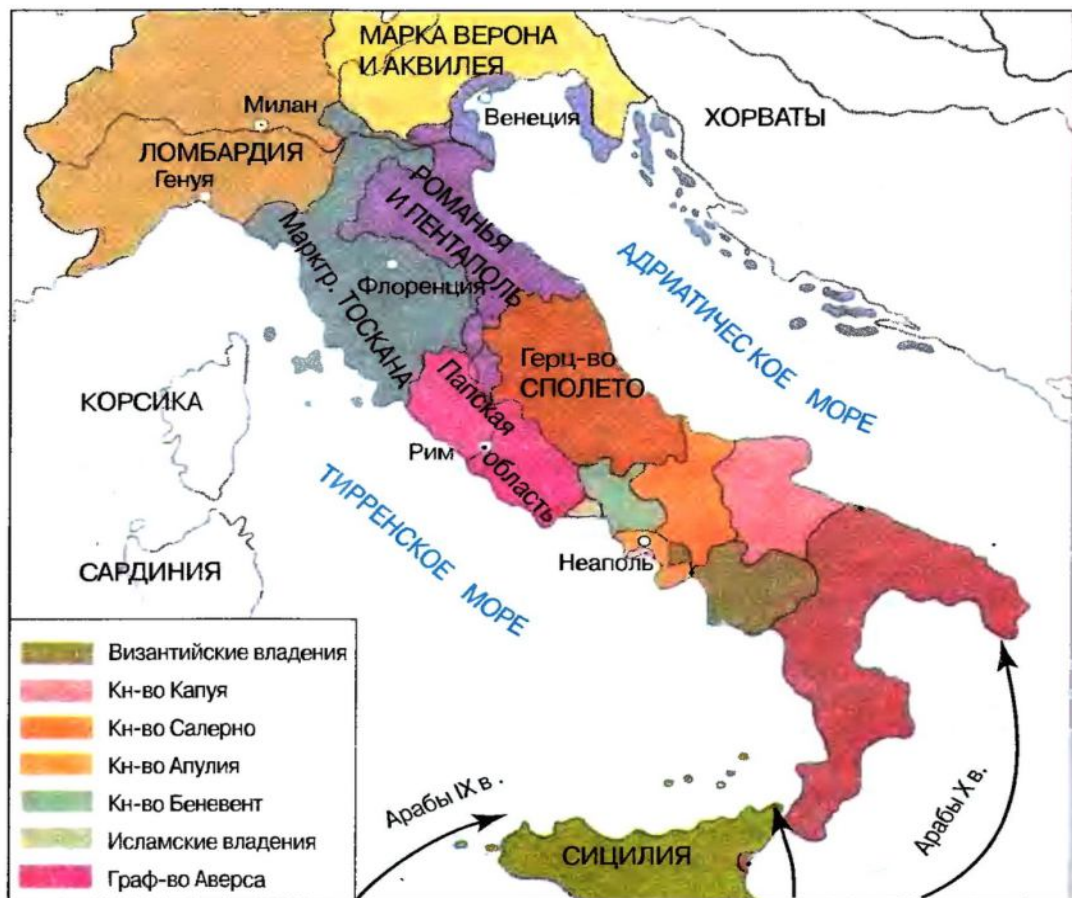 МАРКА ВЕРОНА
И АКВИЛЕЯ
Милан
Венеция
ХОРВАТЫ
ЛОМБАРДИЯ
Генуя
РОМАНЬЯ
И ПЕНТАПОЛЬ
Маркгр. ТОСКАНА
Флоренция
АДРИАТИЧЕСКОЕ МОРЕ
Герц-во
СПОЛЕТО
КОРСИКА
Папская
область
Рим
ТИРРЕНСКОЕ МОРЕ
Неаполь
САРДИНИЯ
Византийские владения
Кн-во Капуя
Кн-во Салерно
Кн-во Апулия
Кн-во Беневент
Исламские владения
Граф-во Аверса
Арабы IX в.
СИЦИЛИЯ
Арабы X в.